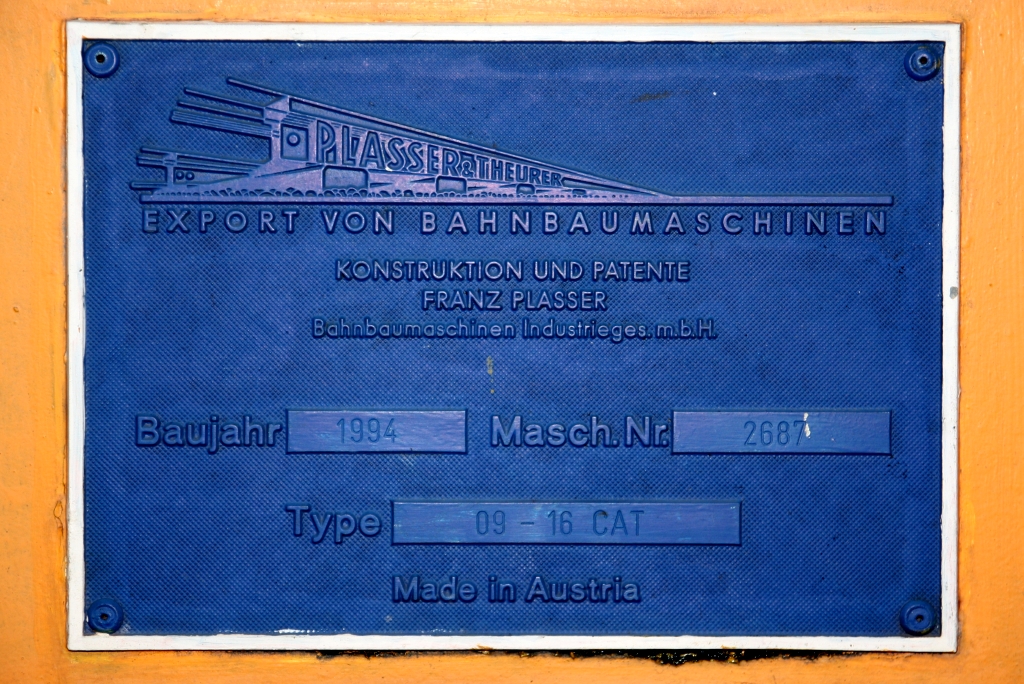 PLASSER & THEURER
EXPORT VON BAHNBAUMASCHINEN
KONSTRUKTION UND PATENTE
FRANZ PLASSER
Bahnbaumaschinen Industrieges. m.b.H.
Baujahr 1994 Masch. Nr. 2687
Type 09 - 16 CAT
Made in Austria